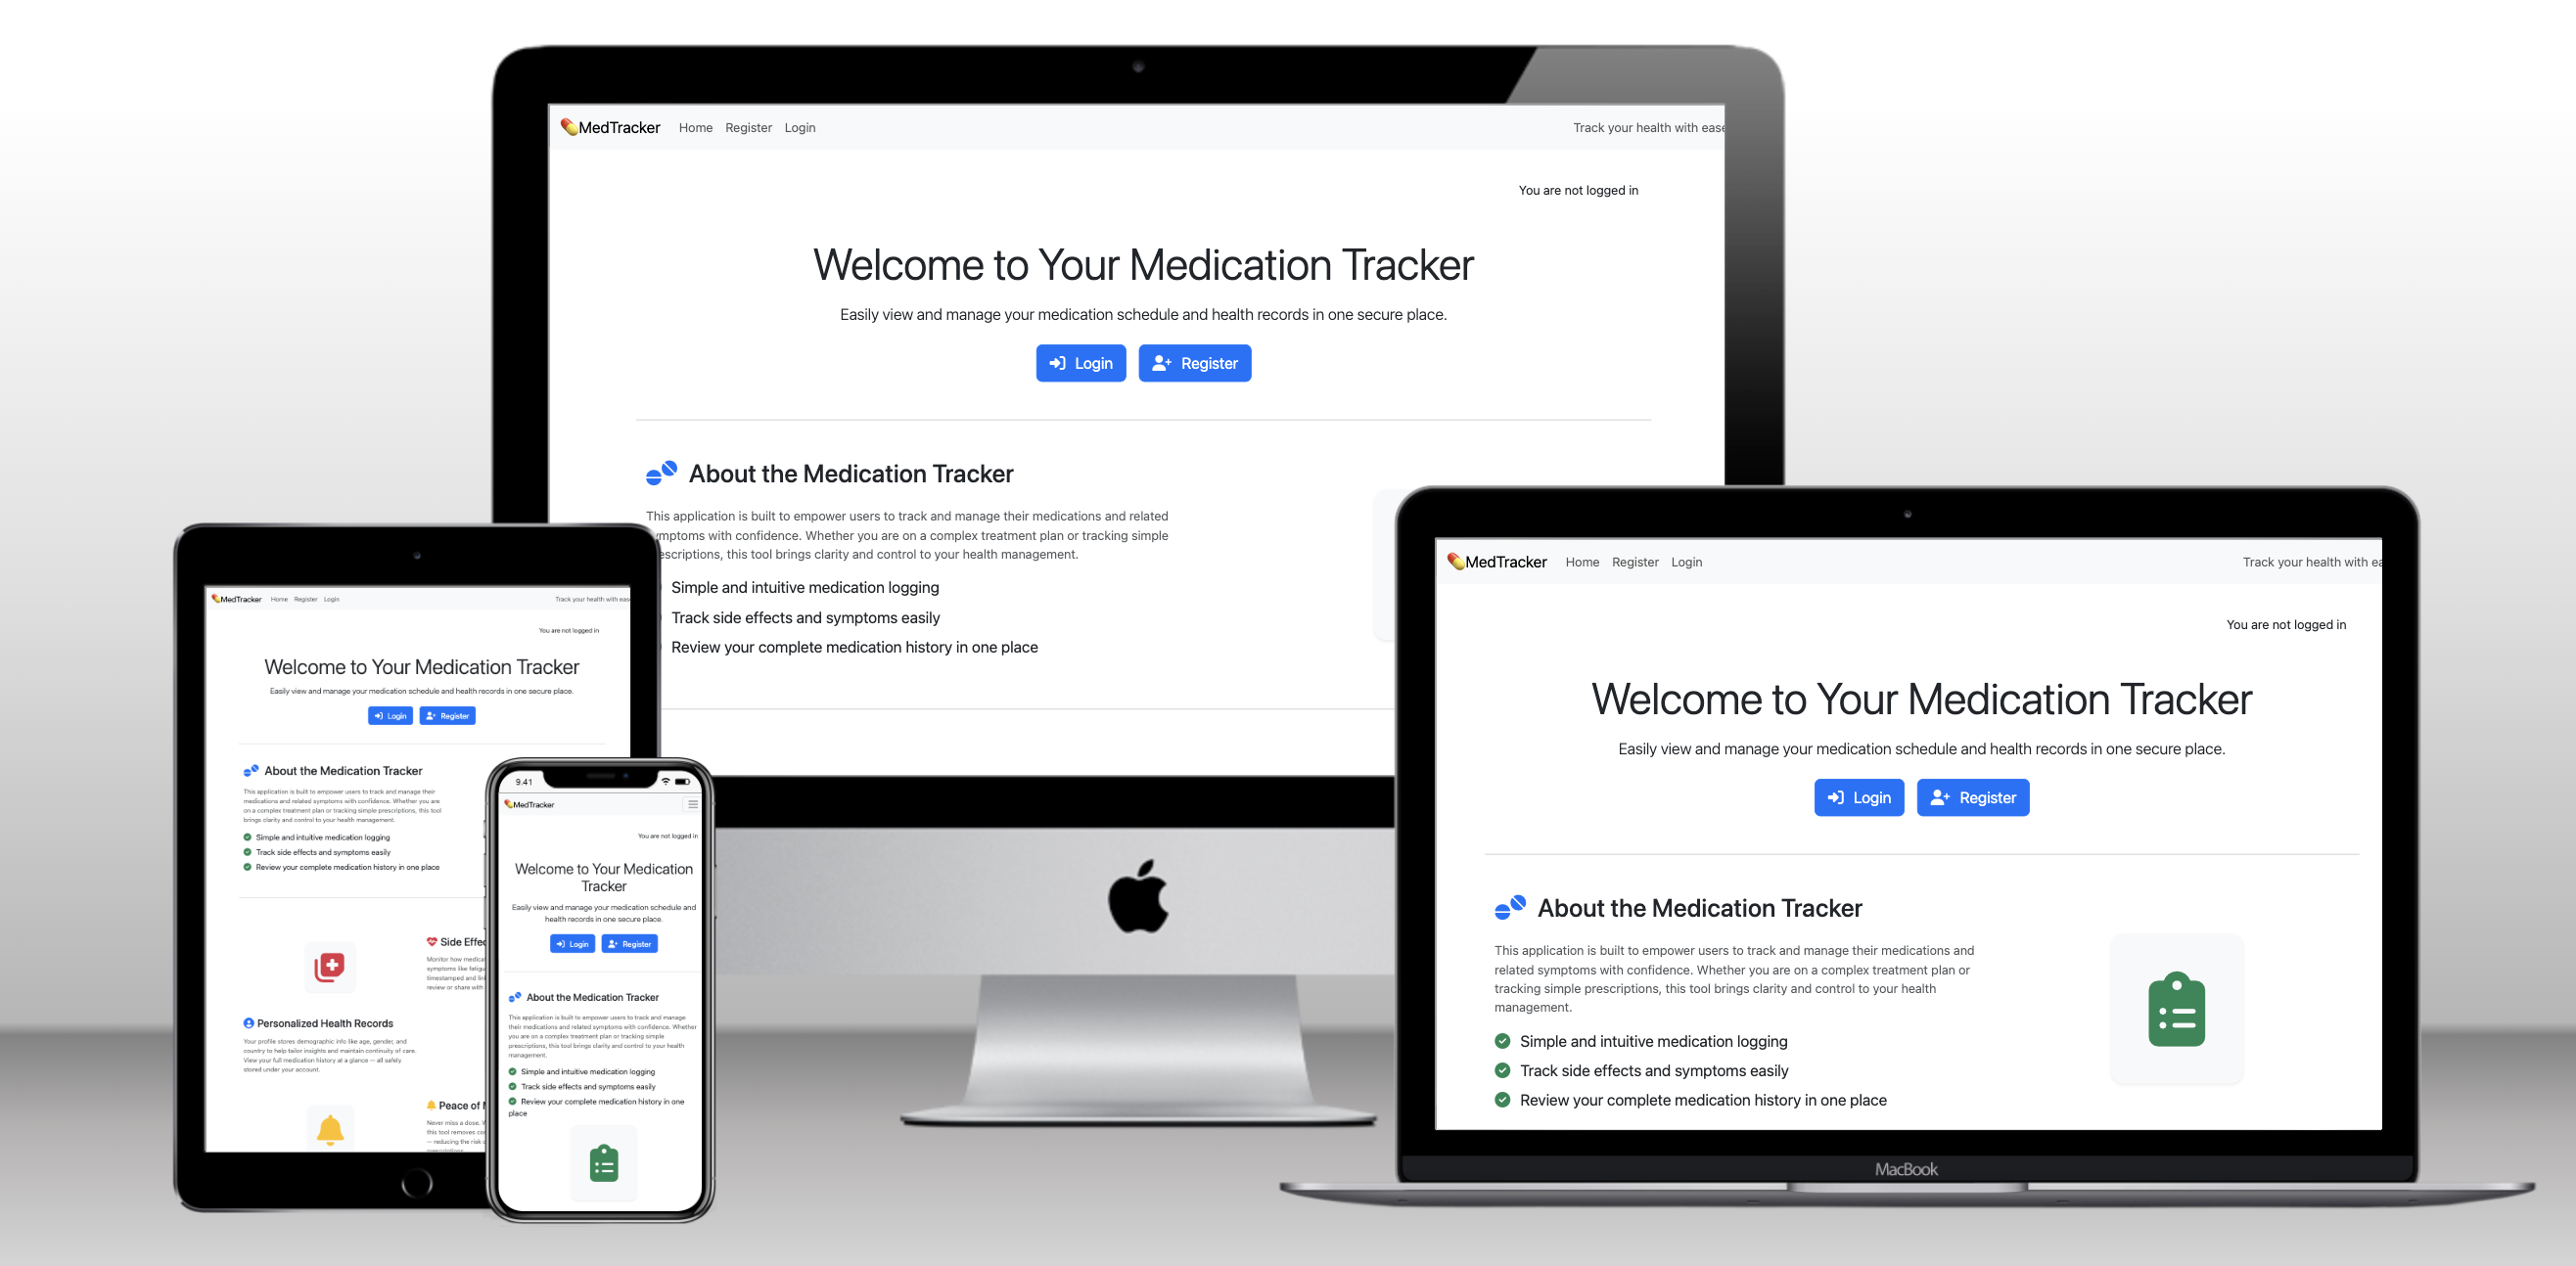 MedTracker Home Register Login Track your health with ease
You are not logged in
Welcome to Your Medication Tracker
Easily view and manage your medication schedule and health records in one secure place.
Login Register
About the Medication Tracker
This application is built to empower users to track and manage their medications and related
symptoms with confidence. Whether you are on a complex treatment plan or tracking simple
prescriptions, this tool brings clarity and control to your health management.
Simple and intuitive medication logging
Track side effects and symptoms easily
Review your complete medication history in one place
MedTracker Home Register Login Track your health with eas
You are not logged in
Welcome to Your Medication Tracker
Easily view and manage your medication schedule and health records in one secure place.
Login Register
About the Medication Tracker
This application is built to empower users to track and manage their
medications and related symptoms with confidence. Whether you are
on a complex treatment plan or tracking simple prescriptions, this tool
brings clarity and control to your health management.
Simple and intuitive medication logging
Track side effects and symptoms easily
Review your complete medication history in one place
Side Effec
Monitor how medicat
symptoms like fatigu
timestamped and lin
review or share with
Personalized Health Records
Your profile stores demographic info like age, gender, and
country to help tailor insights and maintain continuity of care.
View your full medication history at a glance — all safely
stored under your account.
Peace of
Never miss a dose.
this tool removes co
— reducing the risk
9:41
MedTracker
You are not logged in
Welcome to Your Medication
Tracker
Easily view and manage your medication schedule and
health records in one secure place.
Login Register
About the Medication Tracker
This application is built to empower users to track and manage
their medications and related symptoms with confidence. Whether
you are on a complex treatment plan or tracking simple
prescriptions, this tool brings clarity and control to your health
management.
Simple and intuitive medication logging
Track side effects and symptoms easily
Review your complete medication history in one
place
MedTracker Home Register Login Track your health with ea
You are not logged in
Welcome to Your Medication Tracker
Easily view and manage your medication schedule and health records in one secure place.
Login Register
About the Medication Tracker
This application is built to empower users to track and manage their medications and
related symptoms with confidence. Whether you are on a complex treatment plan or
tracking simple prescriptions, this tool brings clarity and control to your health
management.
Simple and intuitive medication logging
Track side effects and symptoms easily
Review your complete medication history in one place
MacBook